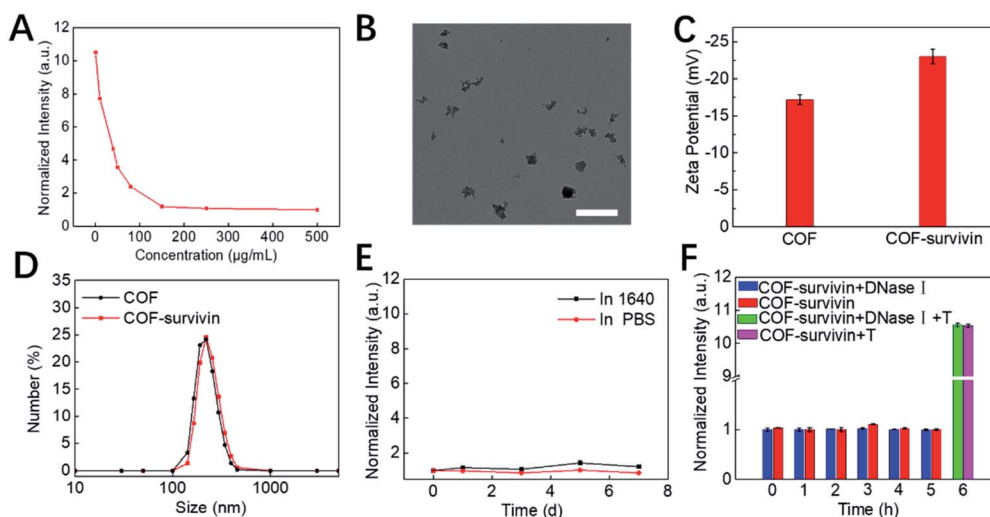 A
Normalized Intensity (a.u.)
12
10
8
6
4
2
0
0 100 200 300 400 500
Concentration (µg/mL)
B
C
Zeta Potential (mV)
-25
-20
-15
-10
-5
0
COF COF-survivin
D
Number (%)
35
30
25
20
15
10
5
0
COF
COF-survivin
10 100 1000
Size (nm)
E
Normalized Intensity (a.u.)
12
10
8
6
4
2
In 1640
In PBS
0 2 4 6 8
Time (d)
F
Normalized Intensity (a.u.)
12
11
10
1
0
COF-survivin+DNase I
COF-survivin
COF-survivin+DNase I +T
COF-survivin+T
0 1 2 3 4 5 6
Time (h)